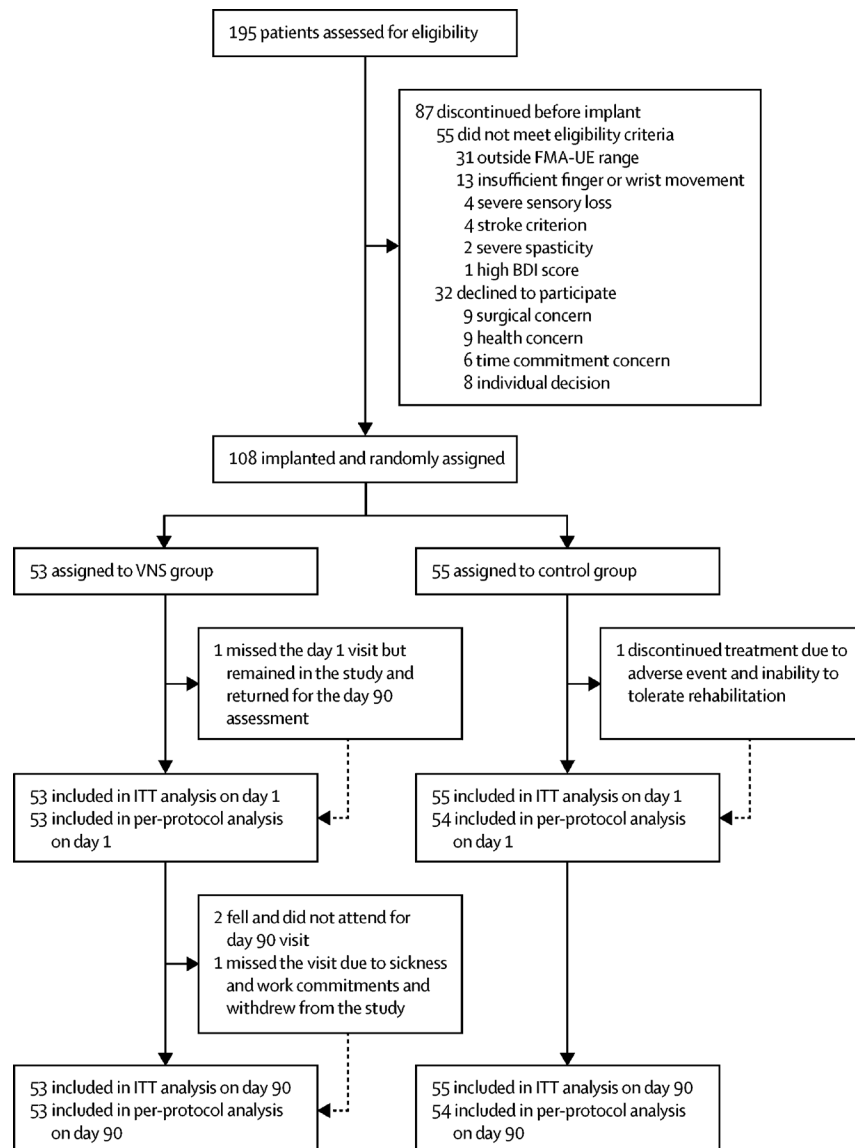 195 patients assessed for eligibility
87 discontinued before implant
55 did not meet eligibility criteria
31 outside FMA-UE range
13 insufficient finger or wrist movement
4 severe sensory loss
4 stroke criterion
2 severe spasticity
1 high BDI score
32 declined to participate
9 surgical concern
9 health concern
6 time commitment concern
8 individual decision
108 implanted and randomly assigned
53 assigned to VNS group
55 assigned to control group
1 missed the day 1 visit but
remained in the study and
returned for the day 90
assessment
1 discontinued treatment due to
adverse event and inability to
tolerate rehabilitation
53 included in ITT analysis on day 1
53 included in per-protocol analysis
on day 1
55 included in ITT analysis on day 1
54 included in per-protocol analysis
on day 1
2 fell and did not attend for
day 90 visit
1 missed the visit due to sickness
and work commitments and
withdrew from the study
53 included in ITT analysis on day 90
53 included in per-protocol analysis
on day 90
55 included in ITT analysis on day 90
54 included in per-protocol analysis
on day 90